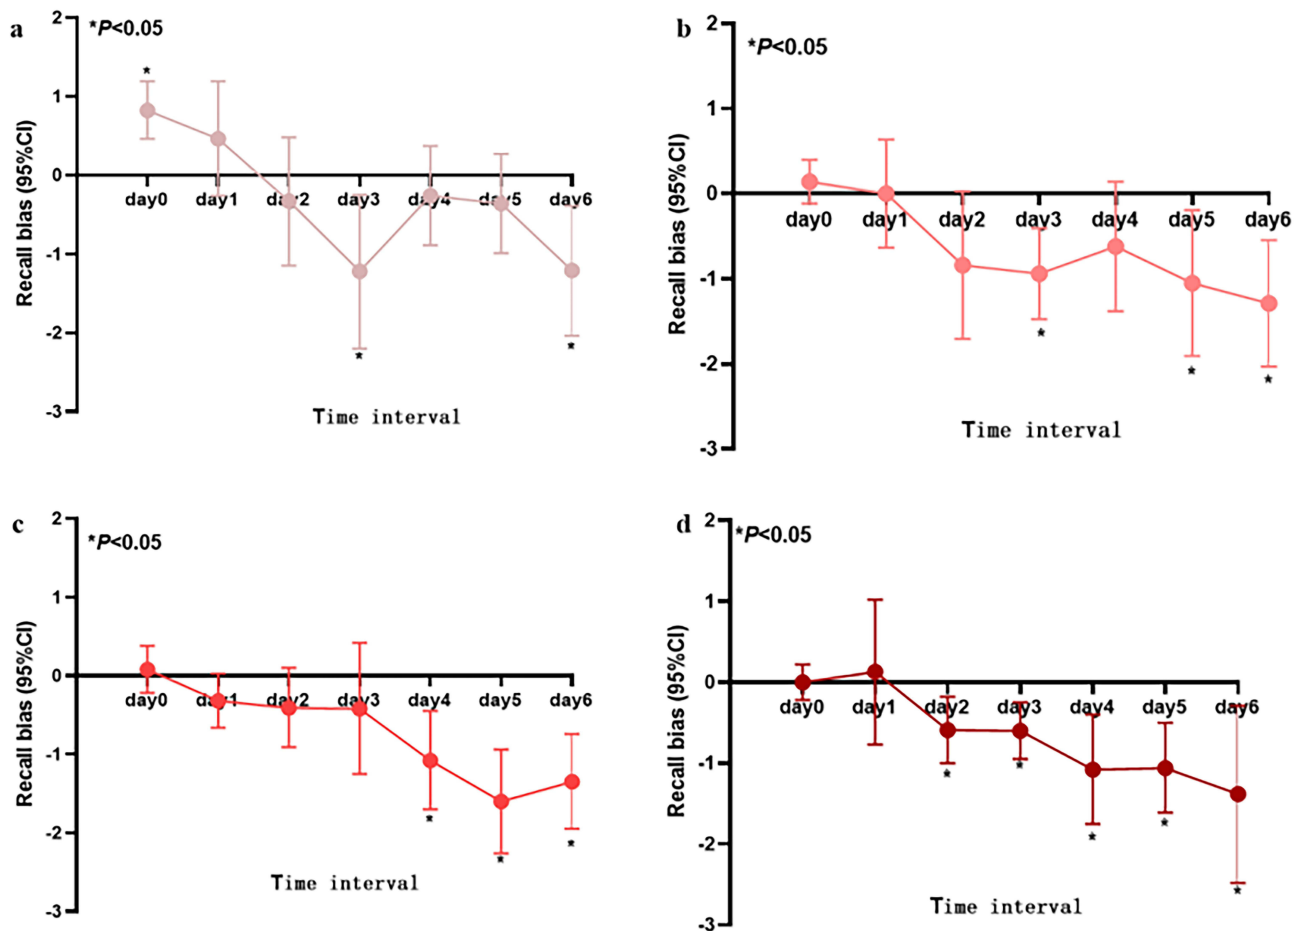 a
2
*P<0.05
*
1
0
day0 day1 day2 day3 day4 day5 day6
-1
-2
*
*
-3
Recall bias (95%CI)
Time interval
b
2
*P<0.05
1
0
day0 day1 day2 day3 day4 day5 day6
-1
*
-2
*
*
-3
Recall bias (95%CI)
Time interval
c
2
*P<0.05
1
0
day0 day1 day2 day3 day4 day5 day6
-1
*
-2
*
*
-3
Recall bias (95%CI)
Time interval
d
2
*P<0.05
1
0
day0 day1 day2 day3 day4 day5 day6
-1
*
*
*
*
-2
*
-3
Recall bias (95%CI)
Time interval